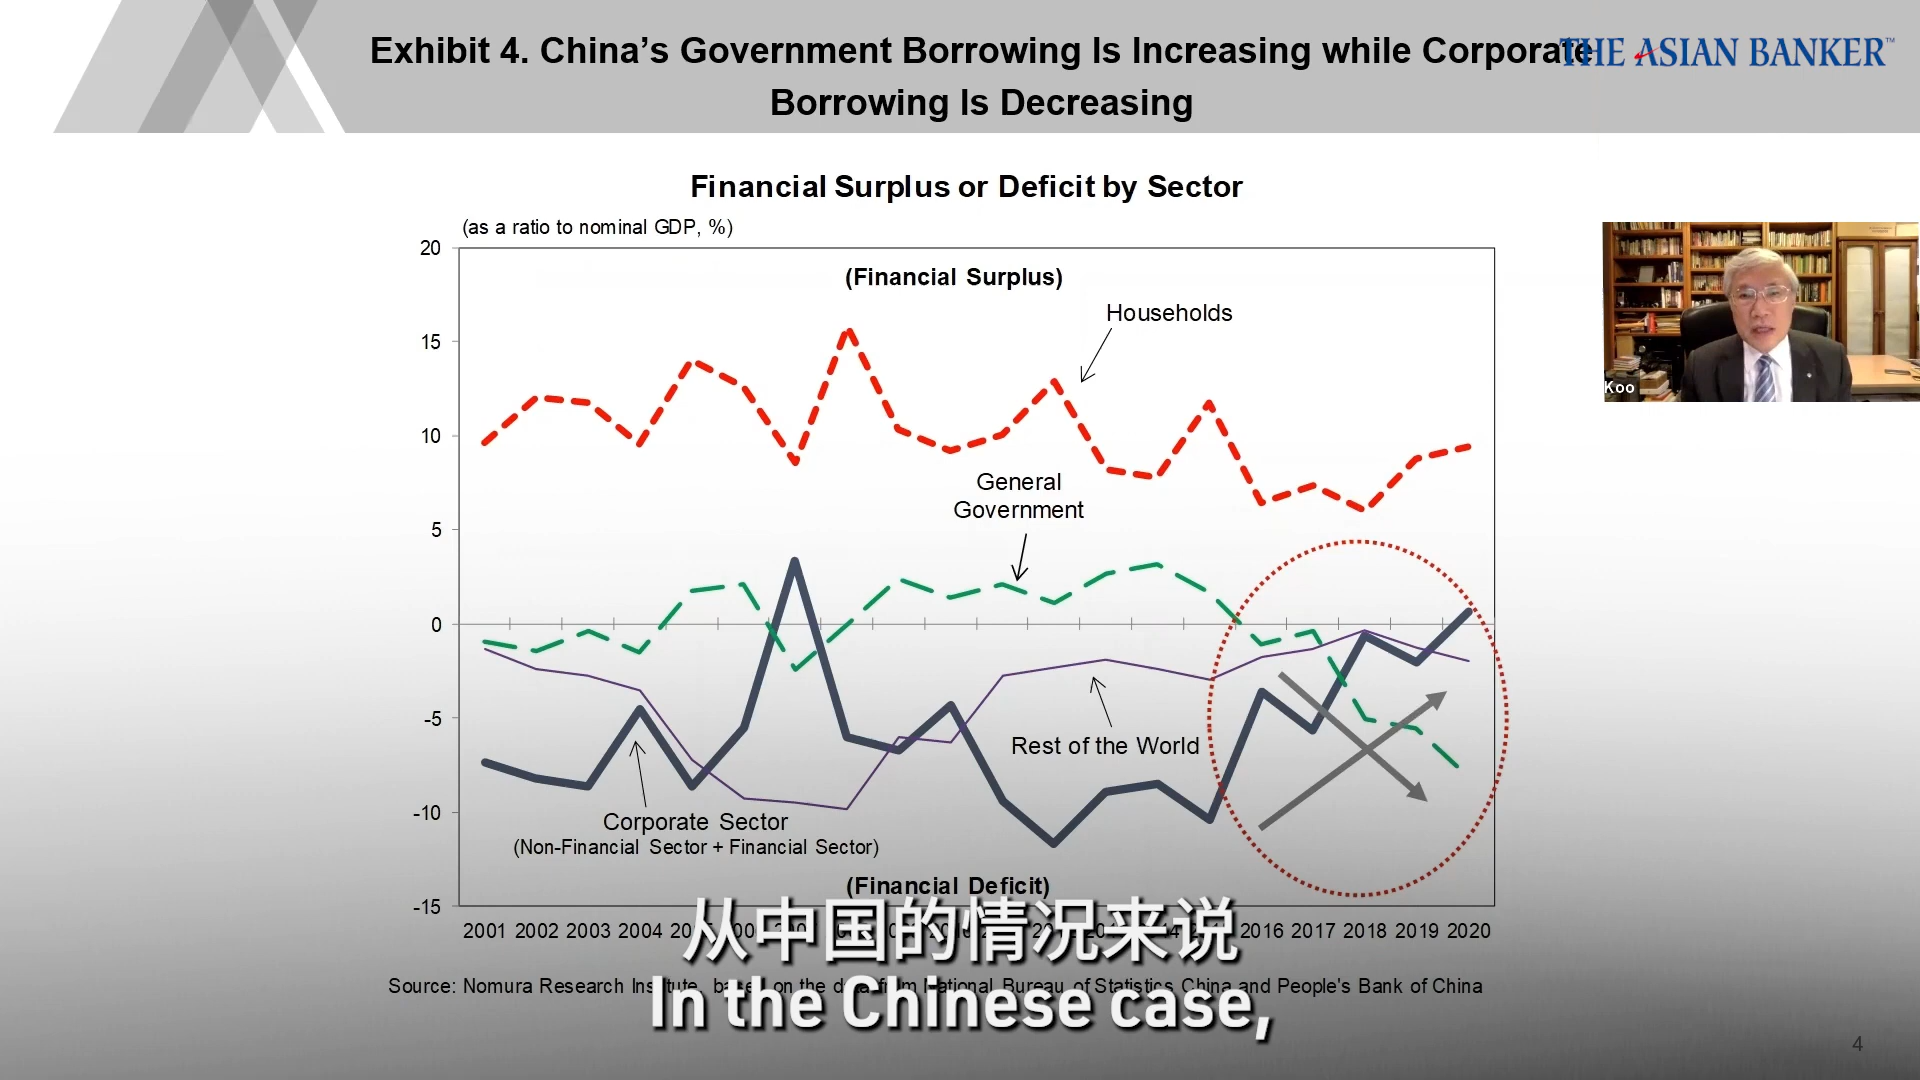 Exhibit 4. China’s Government Borrowing Is Increasing while Corporate
THE ASIAN BANKER™
Borrowing Is Decreasing
Financial Surplus or Deficit by Sector
(as a ratio to nominal GDP, %)
20
(Financial Surplus)
Households
15
Koo
10
General
Government
5
0
-5
Rest of the World
-10
Corporate Sector
(Non-Financial Sector + Financial Sector)
(Financial Deficit)
-15
2001 2002 2003 2004 2016 2017 2018 2019 2020
从中国的情况来说
Source: Nomura Research Institute, based on the data from National Bureau of Statistics China and People's Bank of China
In the Chinese case,
4